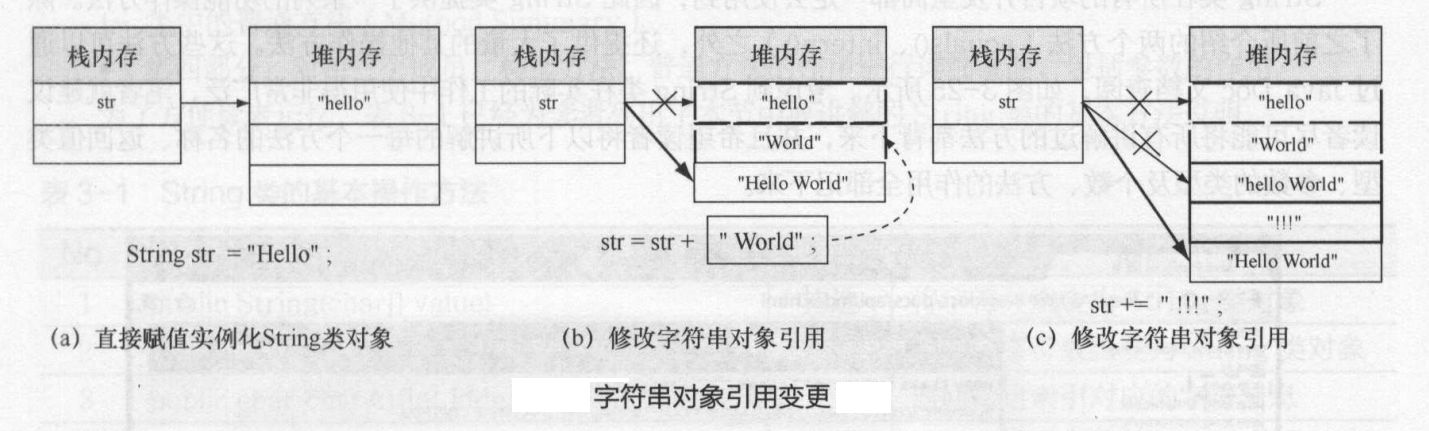 栈内存 堆内存
str "hello"
String str = "Hello" ;
(a) 直接赋值实例化String类对象
栈内存 堆内存
str "hello"
"World"
"Hello World"
str = str + " World" ;
(b) 修改字符串对象引用
栈内存 堆内存
str "hello"
"World"
"hello World"
"!!!"
"Hello World"
str += " !!!" ;
(c) 修改字符串对象引用
字符串对象引用变更